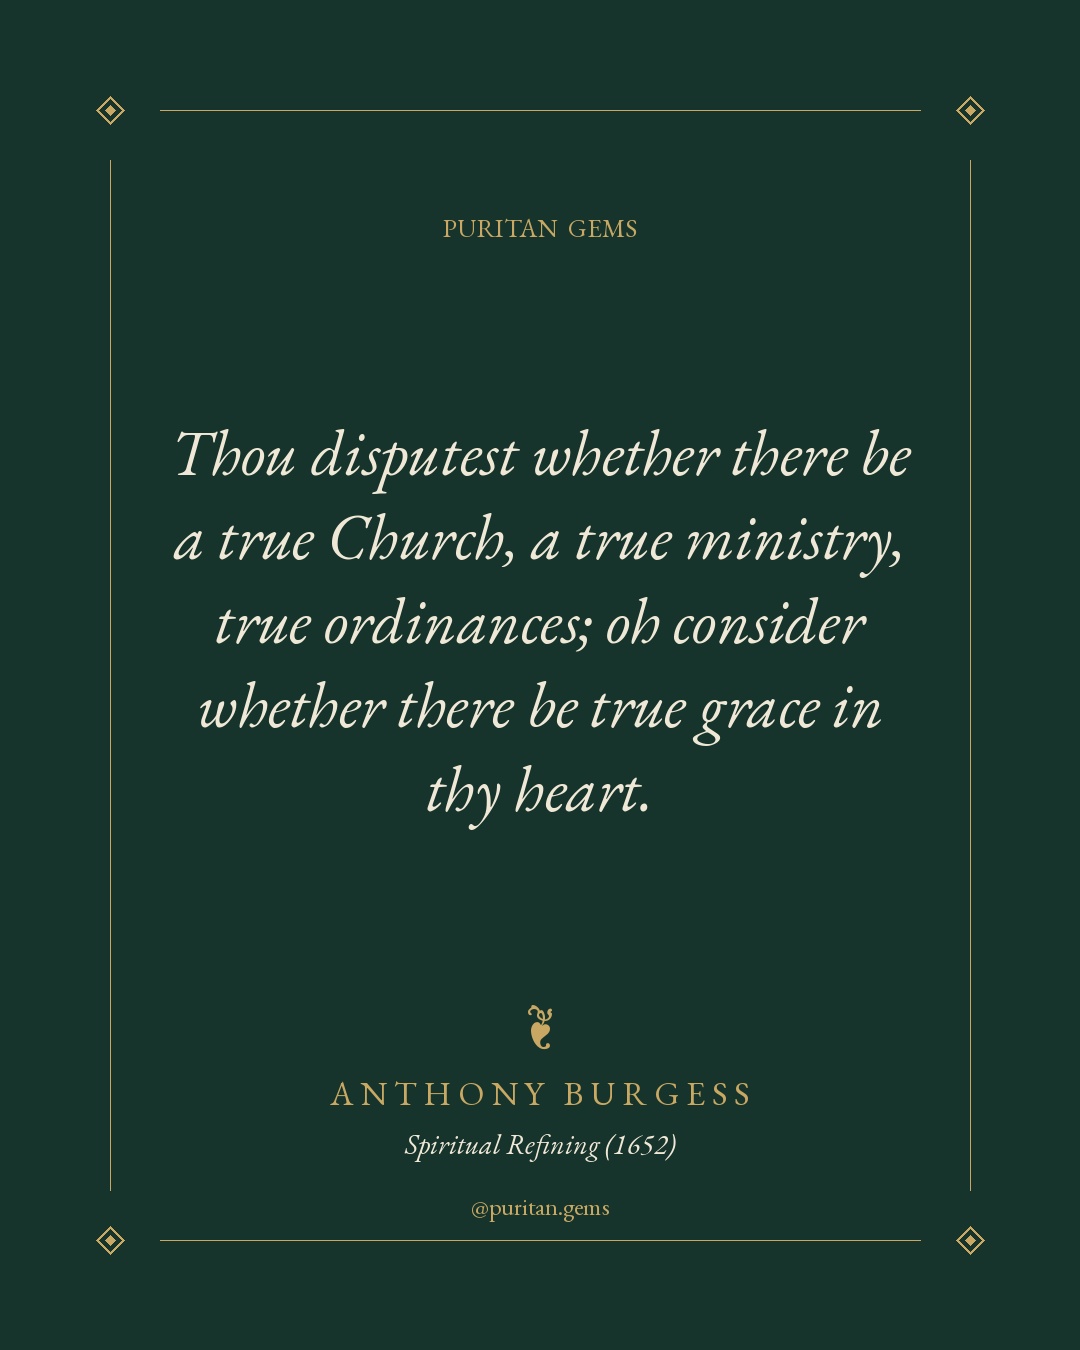 PURITAN GEMS
Thou disputest whether there be
a true Church, a true ministry,
true ordinances; oh consider
whether there be true grace in
thy heart.
ANTHONY BURGESS
Spiritual Refining (1652)
@puritan.gems